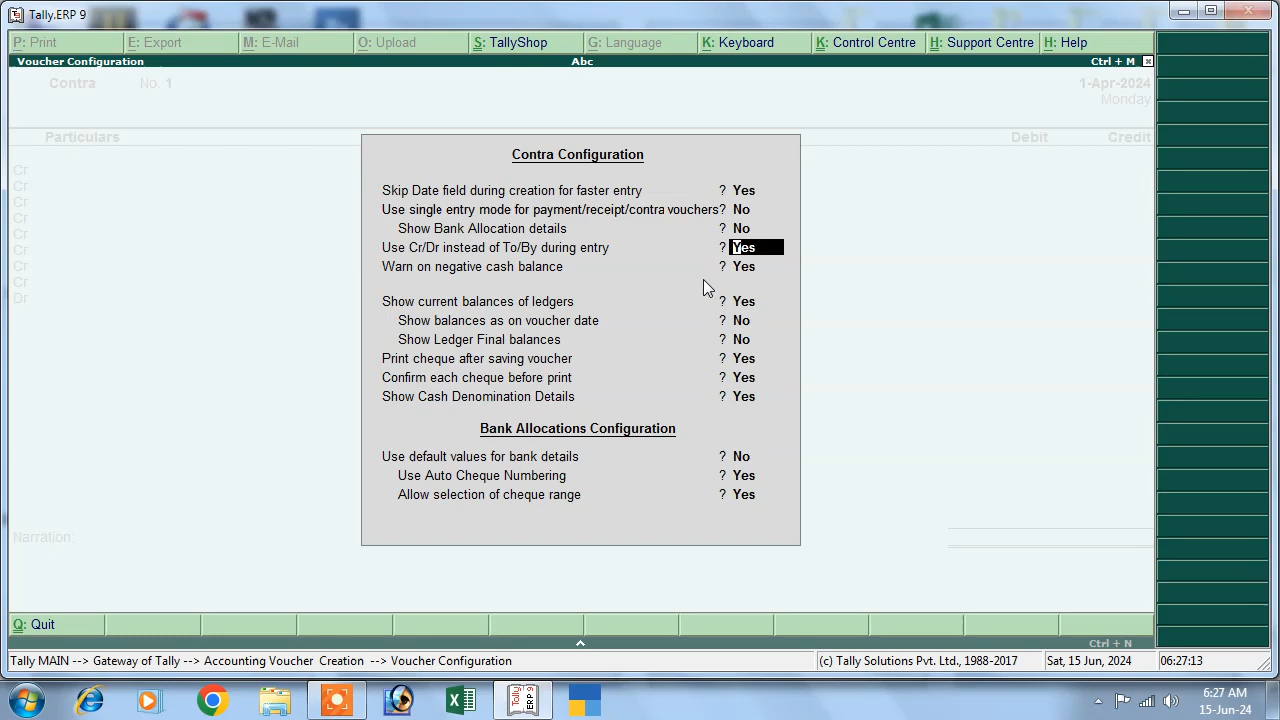 Tally.ERP 9
P: Print
E: Export
M: E-Mail
O: Upload
S: TallyShop
G: Language
K: Keyboard
K: Control Centre
H: Support Centre
H: Help
Voucher Configuration
Abc
Ctrl + M
Contra No. 1
1-Apr-2024
Monday
Particulars
Debit
Credit
Cr
Cr
Cr
Cr
Cr
Cr
Cr
Dr
Contra Configuration
Skip Date field during creation for faster entry ? Yes
Use single entry mode for payment/receipt/contra vouchers? No
Show Bank Allocation details ? No
Use Cr/Dr instead of To/By during entry ? Yes
Warn on negative cash balance ? Yes
Show current balances of ledgers ? Yes
Show balances as on voucher date ? No
Show Ledger Final balances ? No
Print cheque after saving voucher ? Yes
Confirm each cheque before print ? Yes
Show Cash Denomination Details ? Yes
Bank Allocations Configuration
Use default values for bank details ? No
Use Auto Cheque Numbering ? Yes
Allow selection of cheque range ? Yes
Narration:
Q: Quit
Ctrl + N
Tally MAIN --> Gateway of Tally --> Accounting Voucher Creation --> Voucher Configuration
(c) Tally Solutions Pvt. Ltd., 1988-2017
Sat, 15 Jun, 2024
06:27:13
6:27 AM
15-Jun-24